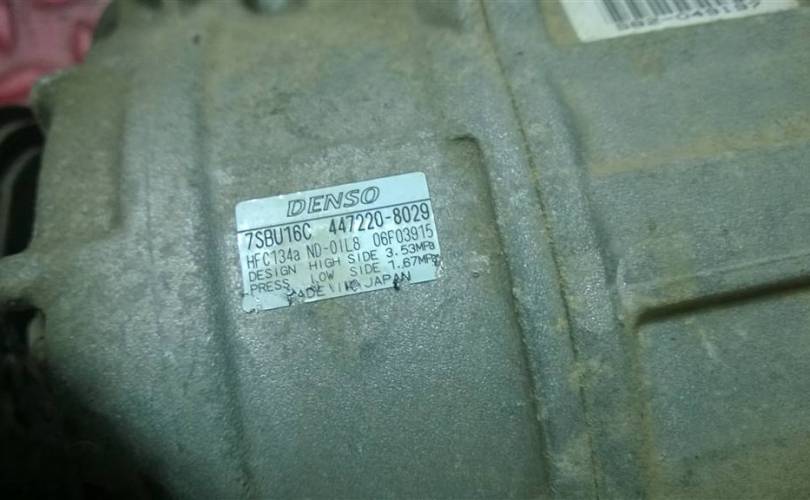 DENSO
7SBU16C 447220-8029
HFC134a ND-OIL8 06F03915
DESIGN HIGH SIDE 3.53MPa
PRESS. LOW SIDE 1.67MPa
MADE IN JAPAN